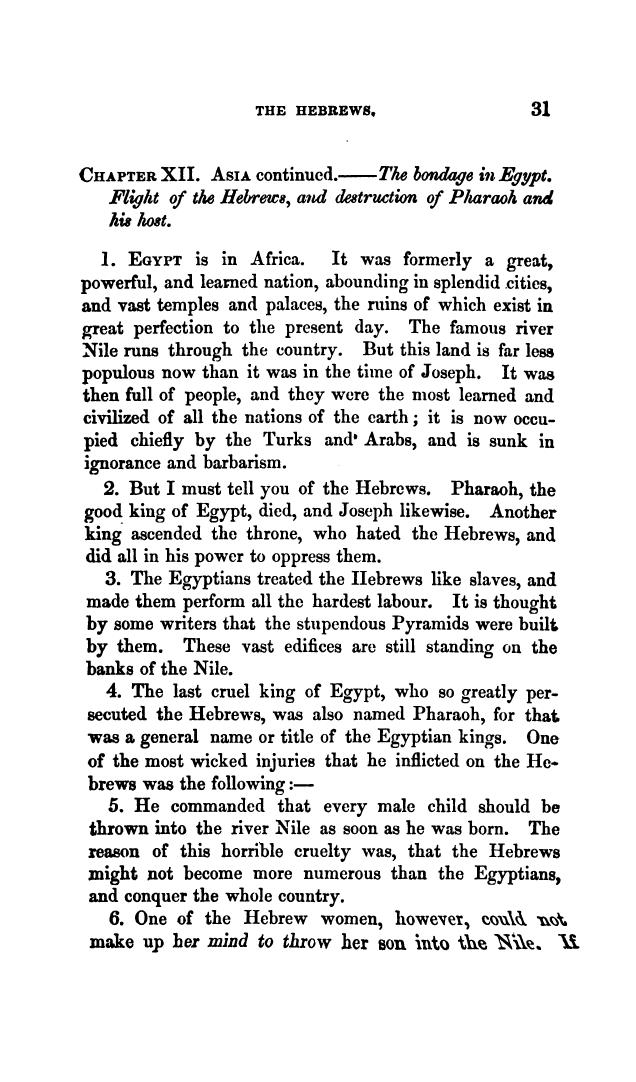 THE HEBREWS. 31
CHAPTER XII. ASIA continued.——The bondage in Egypt.
Flight of the Hebrews, and destruction of Pharaoh and
his host.
1. EGYPT is in Africa. It was formerly a great,
powerful, and learned nation, abounding in splendid cities,
and vast temples and palaces, the ruins of which exist in
great perfection to the present day. The famous river
Nile runs through the country. But this land is far less
populous now than it was in the time of Joseph. It was
then full of people, and they were the most learned and
civilized of all the nations of the earth; it is now occu-
pied chiefly by the Turks and Arabs, and is sunk in
ignorance and barbarism.
2. But I must tell you of the Hebrews. Pharaoh, the
good king of Egypt, died, and Joseph likewise. Another
king ascended the throne, who hated the Hebrews, and
did all in his power to oppress them.
3. The Egyptians treated the Hebrews like slaves, and
made them perform all the hardest labour. It is thought
by some writers that the stupendous Pyramids were built
by them. These vast edifices are still standing on the
banks of the Nile.
4. The last cruel king of Egypt, who so greatly per-
secuted the Hebrews, was also named Pharaoh, for that
was a general name or title of the Egyptian kings. One
of the most wicked injuries that he inflicted on the He-
brews was the following:—
5. He commanded that every male child should be
thrown into the river Nile as soon as he was born. The
reason of this horrible cruelty was, that the Hebrews
might not become more numerous than the Egyptians,
and conquer the whole country.
6. One of the Hebrew women, however, could not
make up her mind to throw her son into the Nile. If